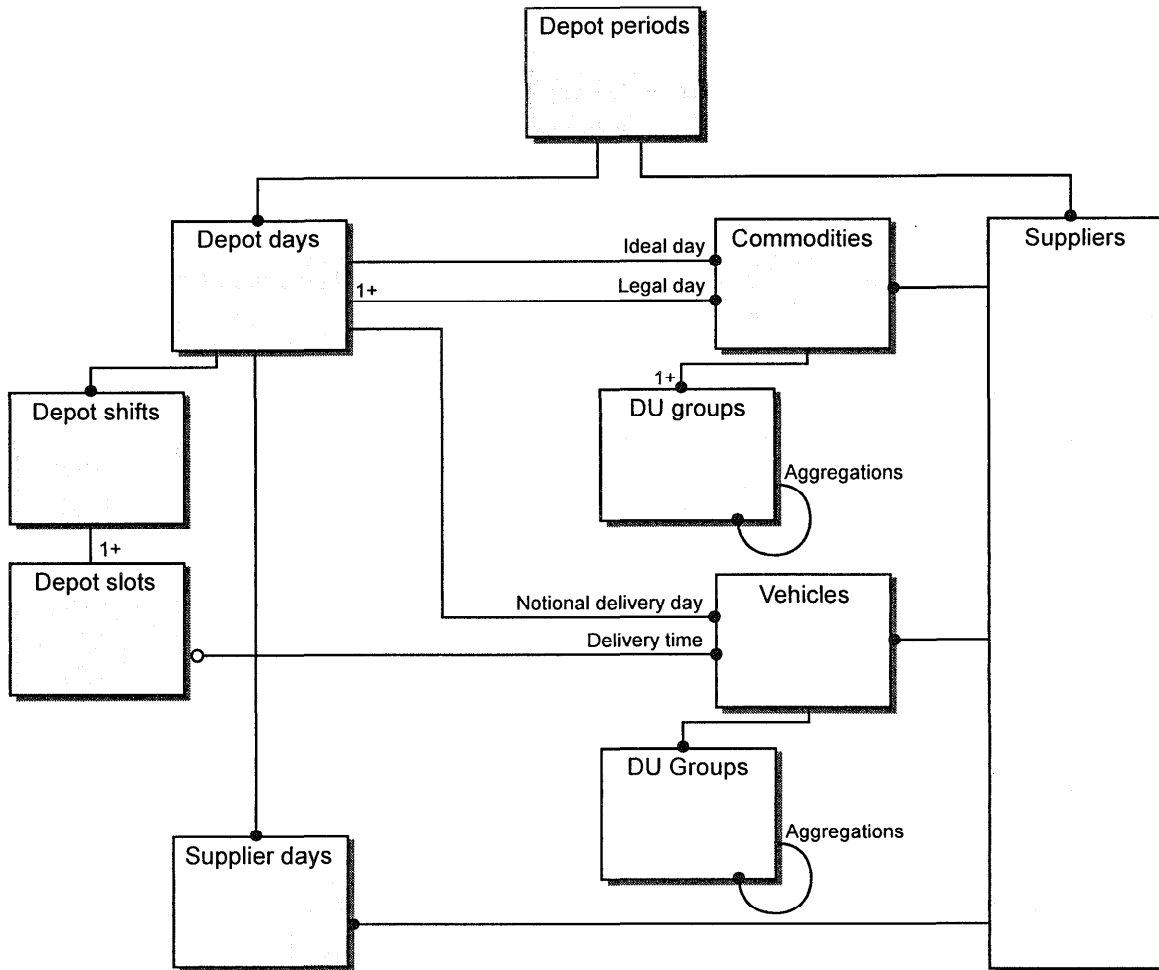 Depot periods
Depot days
Ideal day
Commodities
Suppliers
1+
Legal day
1+
Depot shifts
DU groups
Aggregations
1+
Depot slots
Vehicles
Notional delivery day
Delivery time
DU Groups
Aggregations
Supplier days